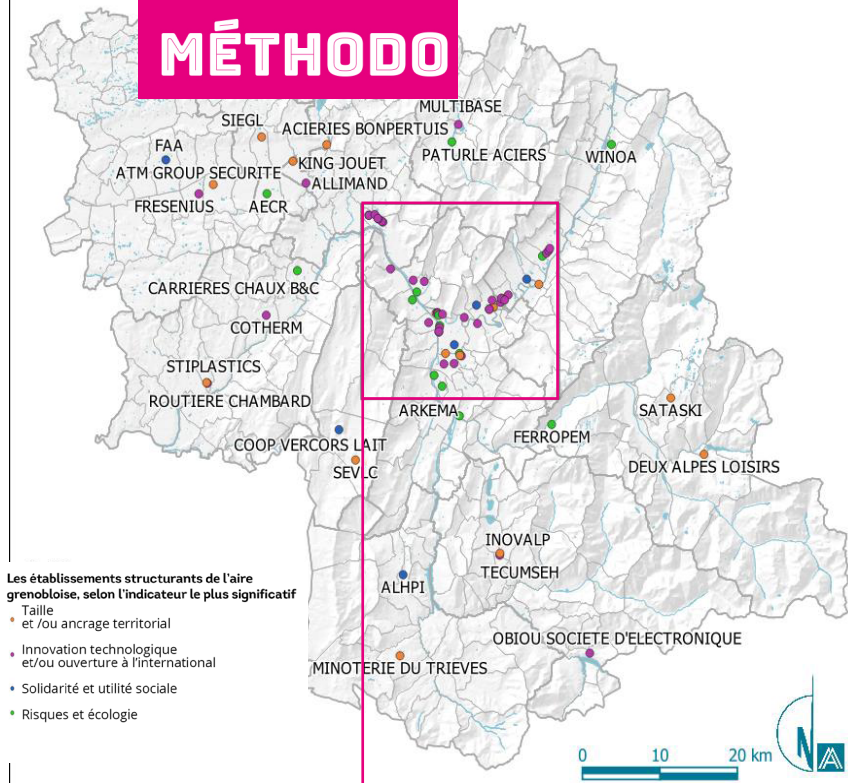 MÉTHODO
MULTIBASE
SIEGL
ACIERIES BONPERTUIS
FAA
PATURLE ACIERS
WINOA
KING JOUET
ATM GROUP SECURITE
ALLIMAND
FRESENIUS
AECR
CARRIERES CHAUX B&C
COTHERM
STIPLASTICS
ROUTIERE CHAMBARD
ARKEMA
SATASKI
FERROPEM
COOP VERCORS LAIT
SEVLC
DEUX ALPES LOISIRS
INOVALP
TECUMSEH
ALHPI
OBIOU SOCIETE D'ELECTRONIQUE
MINOTERIE DU TRIEVES
Les établissements structurants de l'aire
grenobloise, selon l'indicateur le plus significatif
Taille
et /ou ancrage territorial
Innovation technologique
et/ou ouverture à l'international
Solidarité et utilité sociale
Risques et écologie
0 10 20 km
N